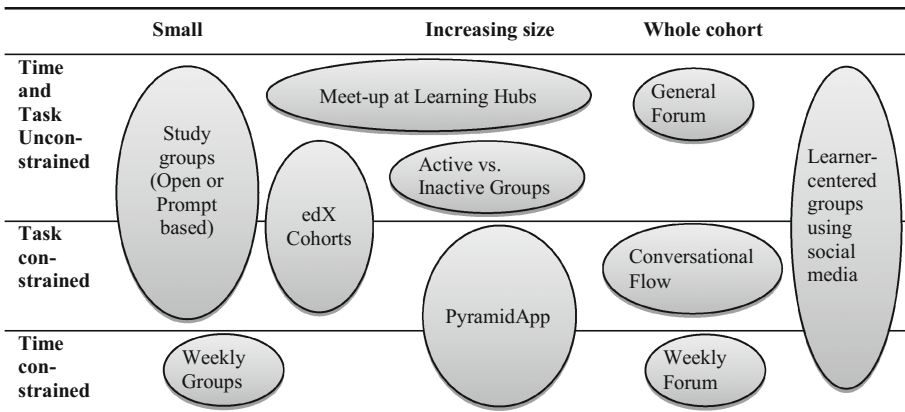 Small
Increasing size
Whole cohort
Time
and
Task
Uncon-
strained
Study
groups
(Open or
Prompt
based)
Meet-up at Learning Hubs
edX
Cohorts
Active vs.
Inactive Groups
General
Forum
Learner-
centered
groups
using
social
media
Task
con-
strained
PyramidApp
Conversational
Flow
Time
con-
strained
Weekly
Groups
Weekly
Forum